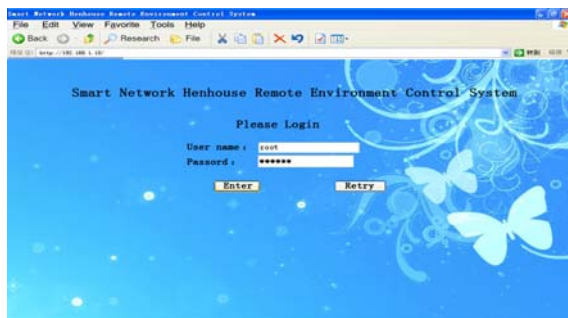 Smart Network Henhouse Remote Environment Control System
File Edit View Favorite Tools Help
Back Research File
Smart Network Henhouse Remote Environment Control System
Please Login
User name: root
Passord: ●●●●●●
Enter Retry